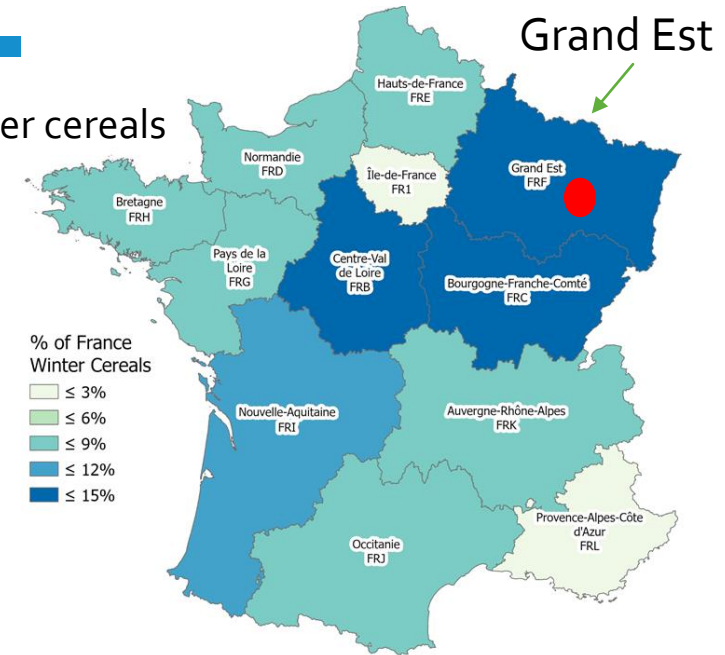 Grand Est
er cereals
Hauts-de-France
FRE
Normandie
FRD
Île-de-France
FR1
Grand Est
FRF
Bretagne
FRH
Pays de la
Loire
FRG
Centre-Val
de Loire
FRB
Bourgogne-Franche-Comté
FRC
% of France
Winter Cereals
≤ 3%
≤ 6%
≤ 9%
≤ 12%
≤ 15%
Nouvelle-Aquitaine
FRI
Auvergne-Rhône-Alpes
FRK
Occitanie
FRJ
Provence-Alpes-Côte
d'Azur
FRL